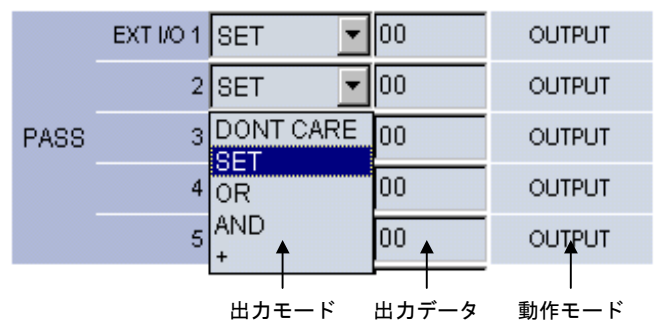 EXT I/O 1 SET 00 OUTPUT
2 SET 00 OUTPUT
PASS 3 DONT CARE 00 OUTPUT
SET
4 OR 00 OUTPUT
5 AND 00 OUTPUT
+
出力モード 出力データ 動作モード